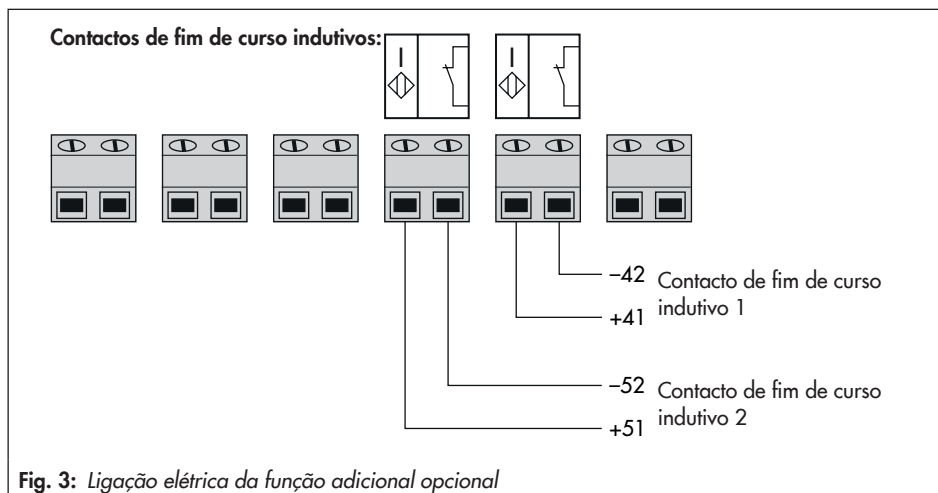 Contactos de fim de curso indutivos:
–42
Contacto de fim de curso
indutivo 1
+41
–52
Contacto de fim de curso
indutivo 2
+51
Fig. 3: Ligação elétrica da função adicional opcional